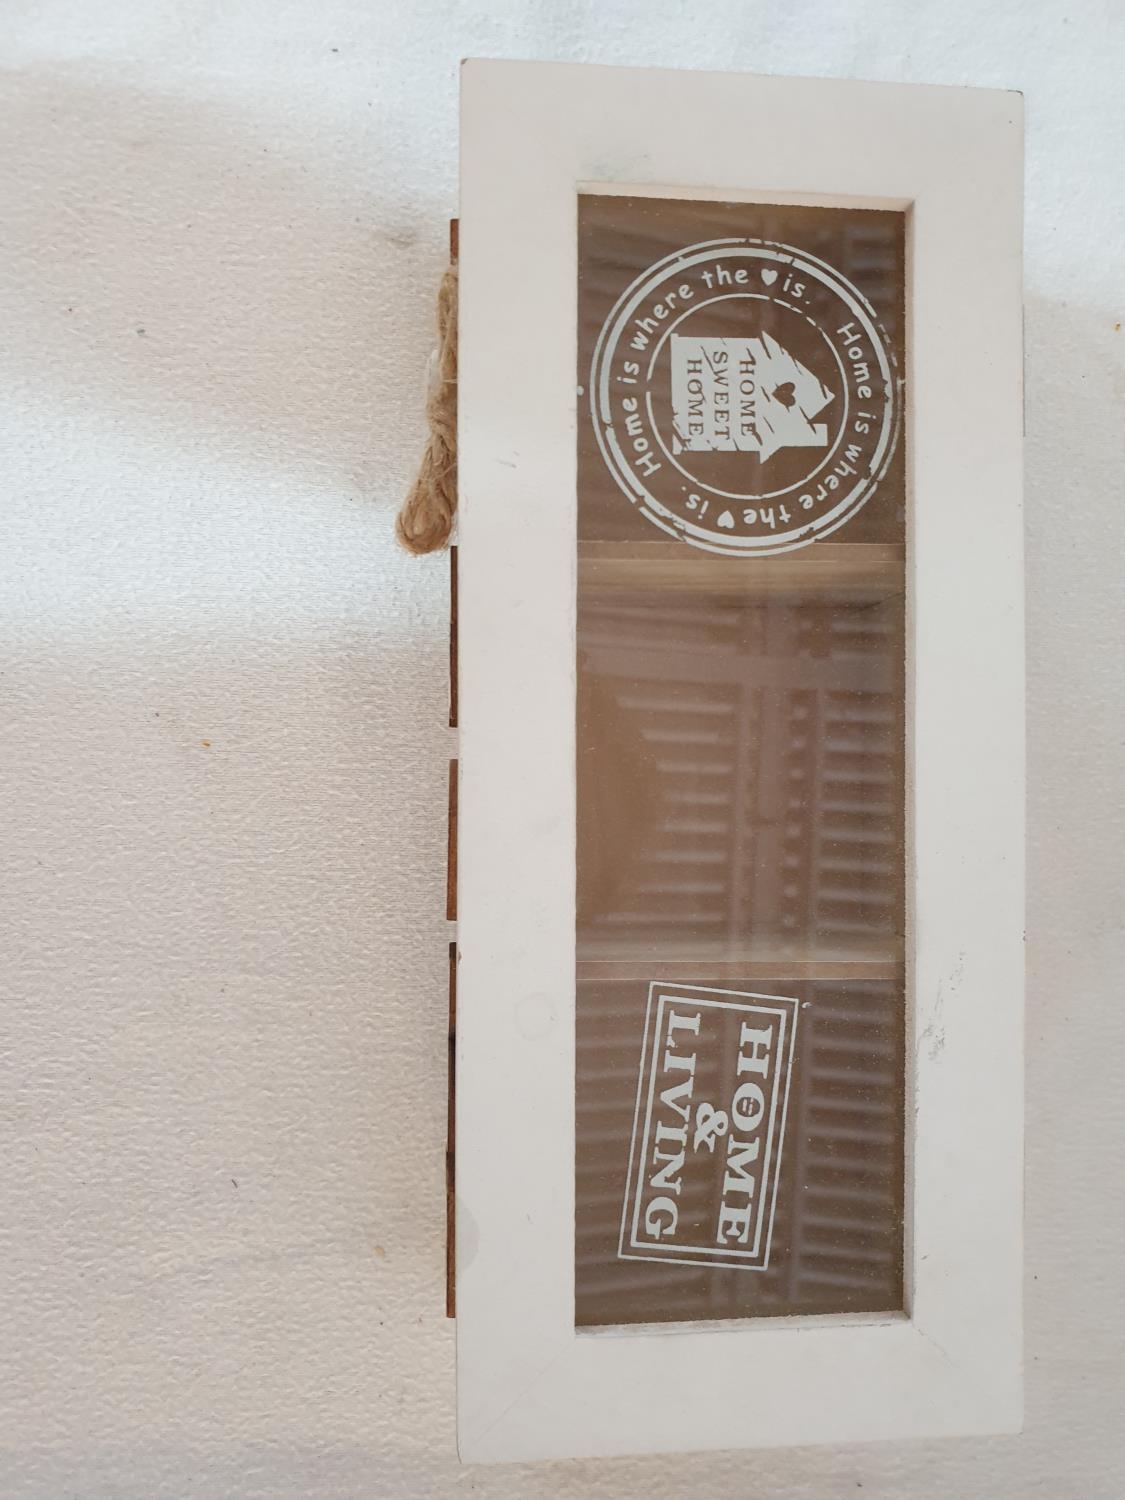 Home is where the ♥ is.
Home is where the ♥ is.
HOME
SWEET
HOME
HOME
&
LIVING